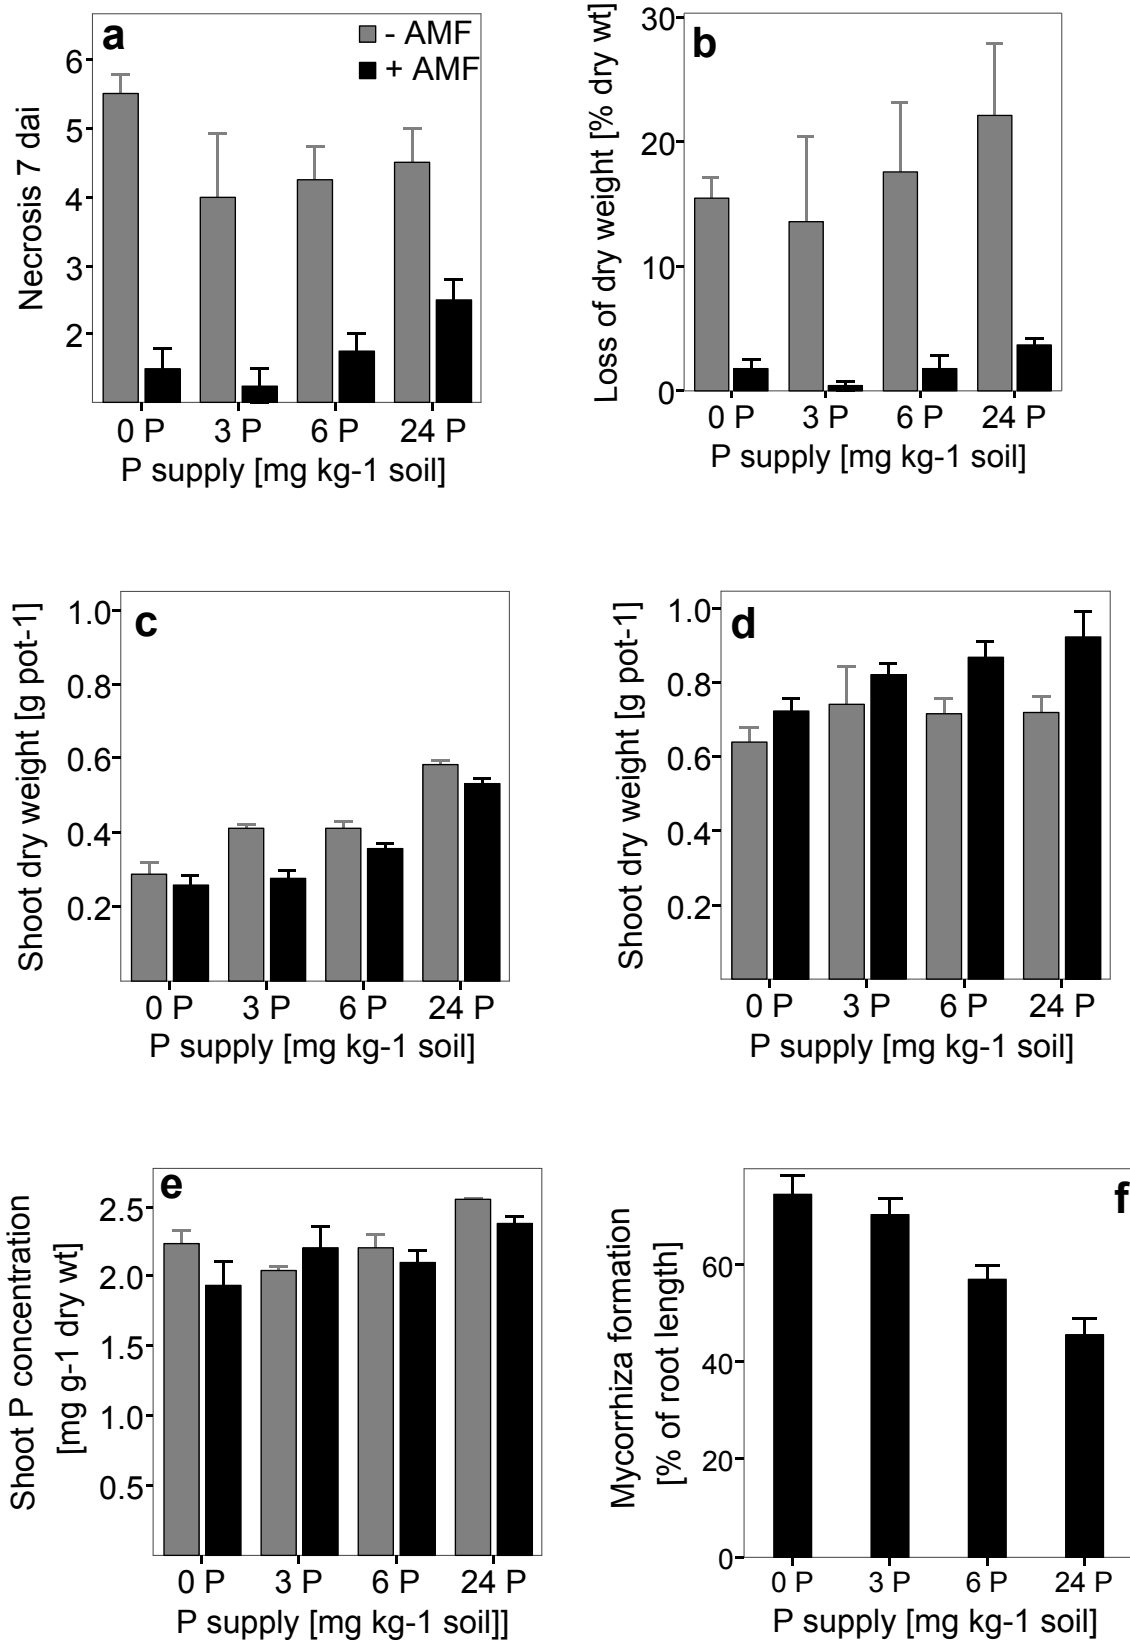 a
- AMF
+ AMF
Necrosis 7 dai
6
5
4
3
2
0 P 3 P 6 P 24 P
P supply [mg kg-1 soil]
b
Loss of dry weight [% dry wt]
30
20
10
0
0 P 3 P 6 P 24 P
P supply [mg kg-1 soil]
c
Shoot dry weight [g pot-1]
1.0
0.8
0.6
0.4
0.2
0 P 3 P 6 P 24 P
P supply [mg kg-1 soil]
d
Shoot dry weight [g pot-1]
1.0
0.8
0.6
0.4
0.2
0 P 3 P 6 P 24 P
P supply [mg kg-1 soil]
e
Shoot P concentration
[mg g-1 dry wt]
2.5
2.0
1.5
1.0
0.5
0 P 3 P 6 P 24 P
P supply [mg kg-1 soil]]
f
Mycorrhiza formation
[% of root length]
60
40
20
0
0 P 3 P 6 P 24 P
P supply [mg kg-1 soil]